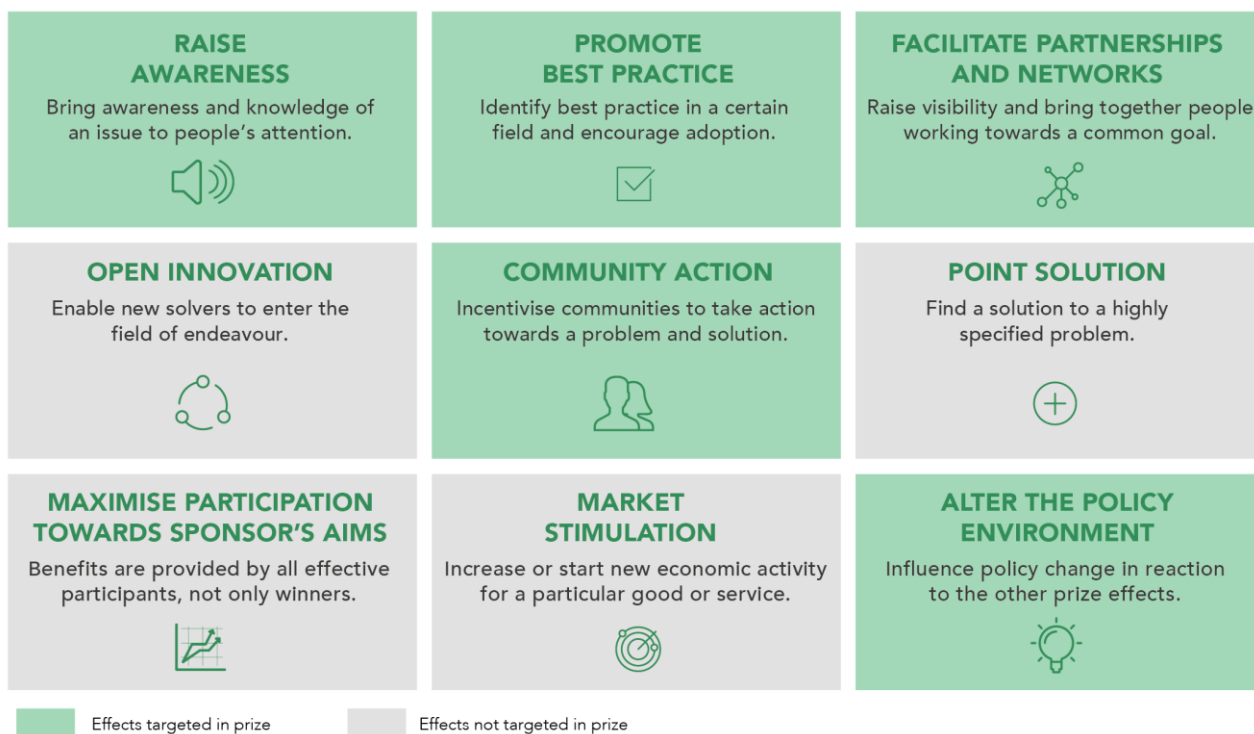 RAISE
AWARENESS
Bring awareness and knowledge of
an issue to people's attention.
PROMOTE
BEST PRACTICE
Identify best practice in a certain
field and encourage adoption.
FACILITATE PARTNERSHIPS
AND NETWORKS
Raise visibility and bring together people
working towards a common goal.
OPEN INNOVATION
Enable new solvers to enter the
field of endeavour.
COMMUNITY ACTION
Incentivise communities to take action
towards a problem and solution.
POINT SOLUTION
Find a solution to a highly
specified problem.
MAXIMISE PARTICIPATION
TOWARDS SPONSOR'S AIMS
Benefits are provided by all effective
participants, not only winners.
MARKET
STIMULATION
Increase or start new economic activity
for a particular good or service.
ALTER THE POLICY
ENVIRONMENT
Influence policy change in reaction
to the other prize effects.
Effects targeted in prize
Effects not targeted in prize